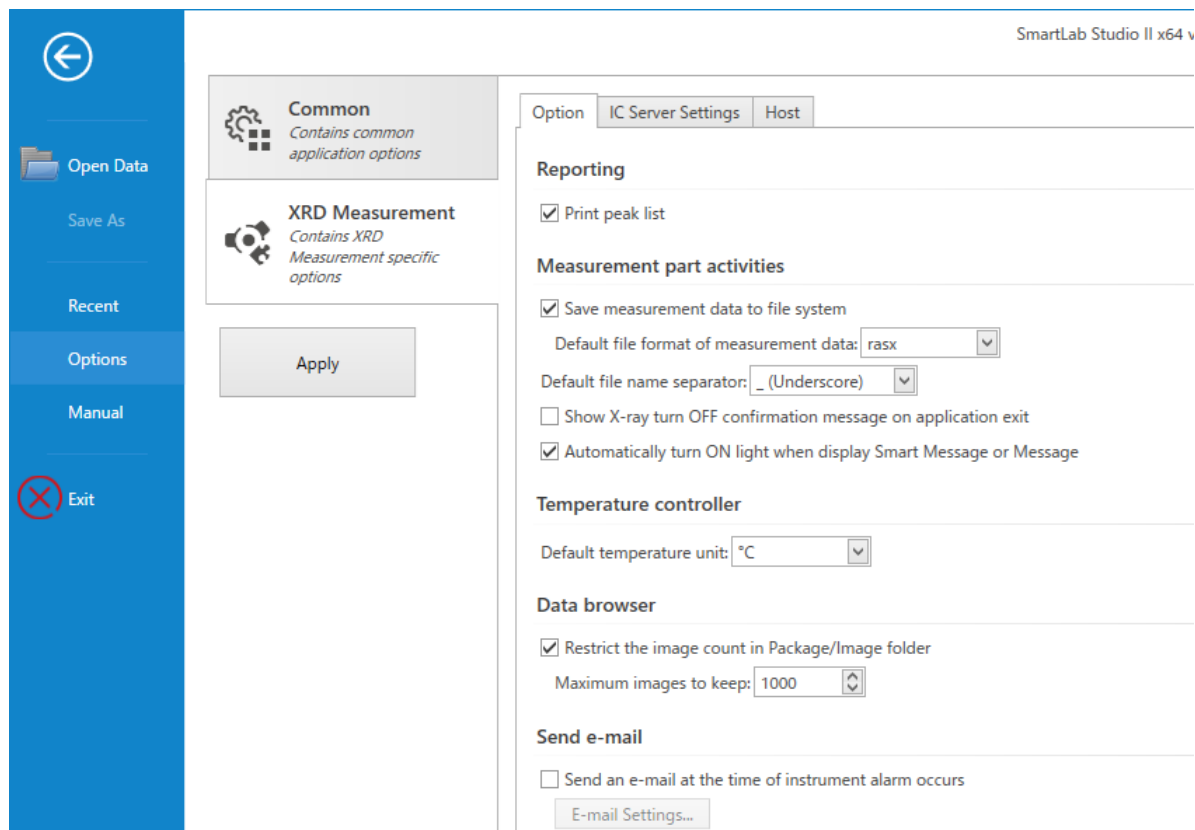 SmartLab Studio II x64 v
Open Data
Save As
Recent
Options
Manual
Exit
Common
Contains common
application options
XRD Measurement
Contains XRD
Measurement specific
options
Apply
Option
IC Server Settings
Host
Reporting
Print peak list
Measurement part activities
Save measurement data to file system
Default file format of measurement data: rasx
Default file name separator: _ (Underscore)
Show X-ray turn OFF confirmation message on application exit
Automatically turn ON light when display Smart Message or Message
Temperature controller
Default temperature unit: °C
Data browser
Restrict the image count in Package/Image folder
Maximum images to keep: 1000
Send e-mail
Send an e-mail at the time of instrument alarm occurs
E-mail Settings...